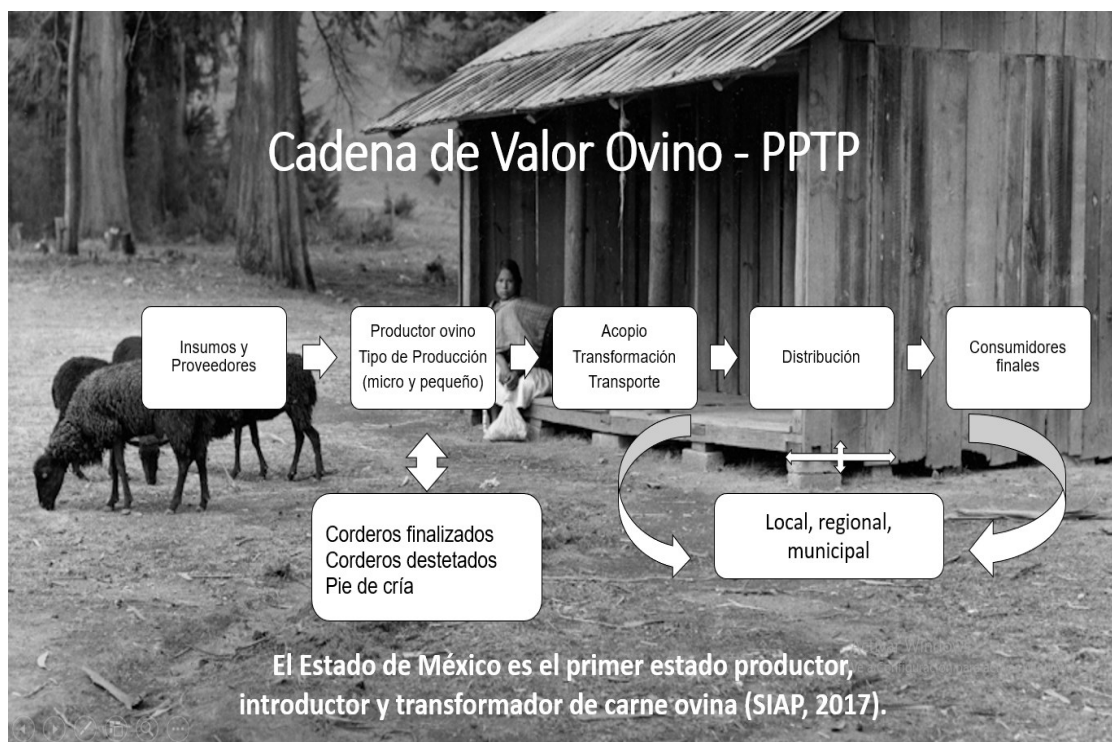 Cadena de Valor Ovino - PPTP
Insumos y
Proveedores
Productor ovino
Tipo de Producción
(micro y pequeño)
Acopio
Transformación
Transporte
Distribución
Consumidores
finales
Corderos finalizados
Corderos destetados
Pie de cría
Local, regional,
municipal
El Estado de México es el primer estado productor,
introductor y transformador de carne ovina (SIAP, 2017).